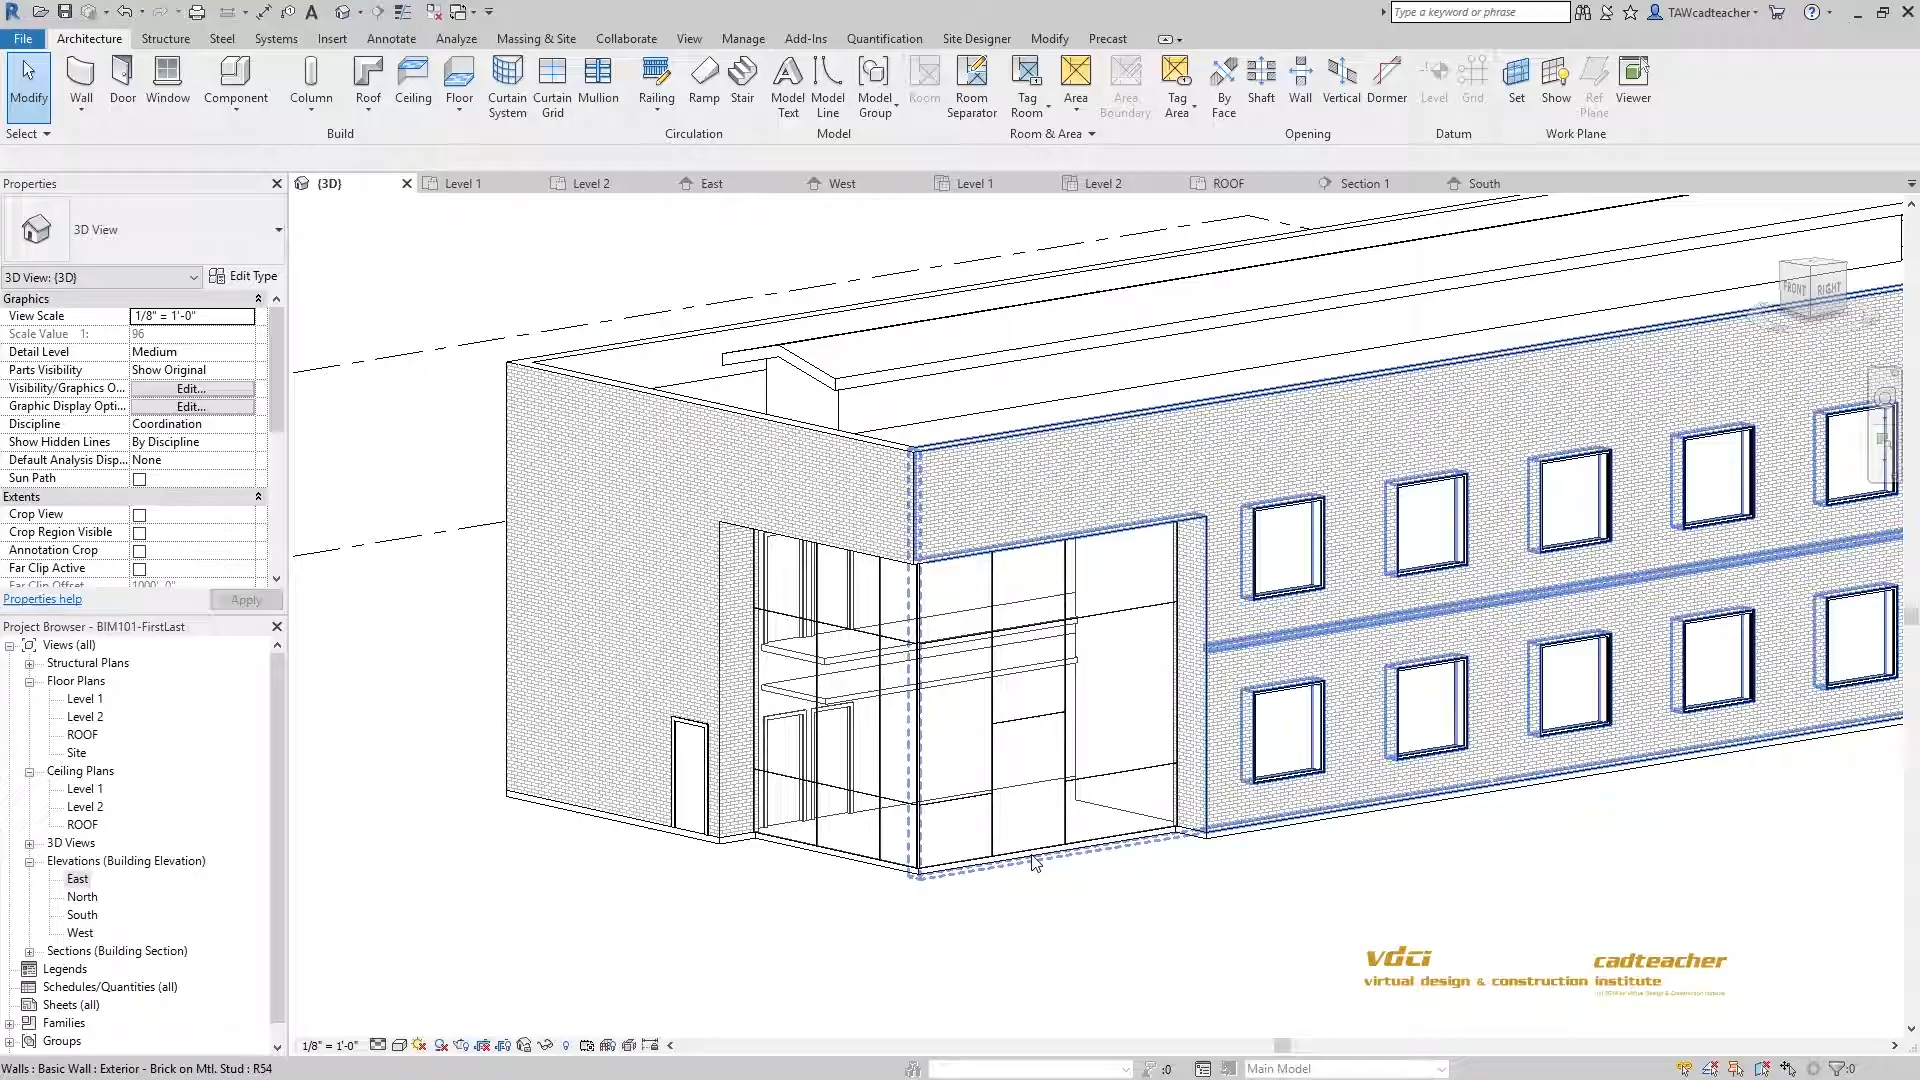 Type a keyword or phrase
TAWcadteacher
File
Architecture
Structure
Steel
Systems
Insert
Annotate
Analyze
Massing & Site
Collaborate
View
Manage
Add-Ins
Quantification
Site Designer
Modify
Precast
Modify
Wall
Door
Window
Component
Column
Roof
Ceiling
Floor
Curtain System
Curtain Grid
Mullion
Railing
Ramp
Stair
Model Text
Model Line
Model Group
Room
Room Separator
Tag Room
Area
Area Boundary
Tag Area
By Face
Shaft
Wall
Vertical
Dormer
Level
Grid
Set
Show
Ref Plane
Viewer
Select
Build
Circulation
Model
Room & Area
Opening
Datum
Work Plane
Properties
{3D}
Level 1
Level 2
East
West
Level 1
Level 2
ROOF
Section 1
South
3D View
3D View: {3D}
Edit Type
Graphics
View Scale 1/8" = 1'-0"
Scale Value 1: 96
Detail Level Medium
Parts Visibility Show Original
Visibility/Graphics O... Edit...
Graphic Display Opti... Edit...
Discipline Coordination
Show Hidden Lines By Discipline
Default Analysis Disp... None
Sun Path
Extents
Crop View
Crop Region Visible
Annotation Crop
Far Clip Active
Far Clip Offset 1000' 0"
Properties help
Apply
Project Browser - BIM101-FirstLast
Views (all)
Structural Plans
Floor Plans
Level 1
Level 2
ROOF
Site
Ceiling Plans
Level 1
Level 2
ROOF
3D Views
Elevations (Building Elevation)
East
North
South
West
Sections (Building Section)
Legends
Schedules/Quantities (all)
Sheets (all)
Families
Groups
FRONT
RIGHT
vdci cadteacher
virtual design & construction institute
1/8" = 1'-0"
Walls : Basic Wall : Exterior - Brick on Mtl. Stud : R54
:0
Main Model
:0